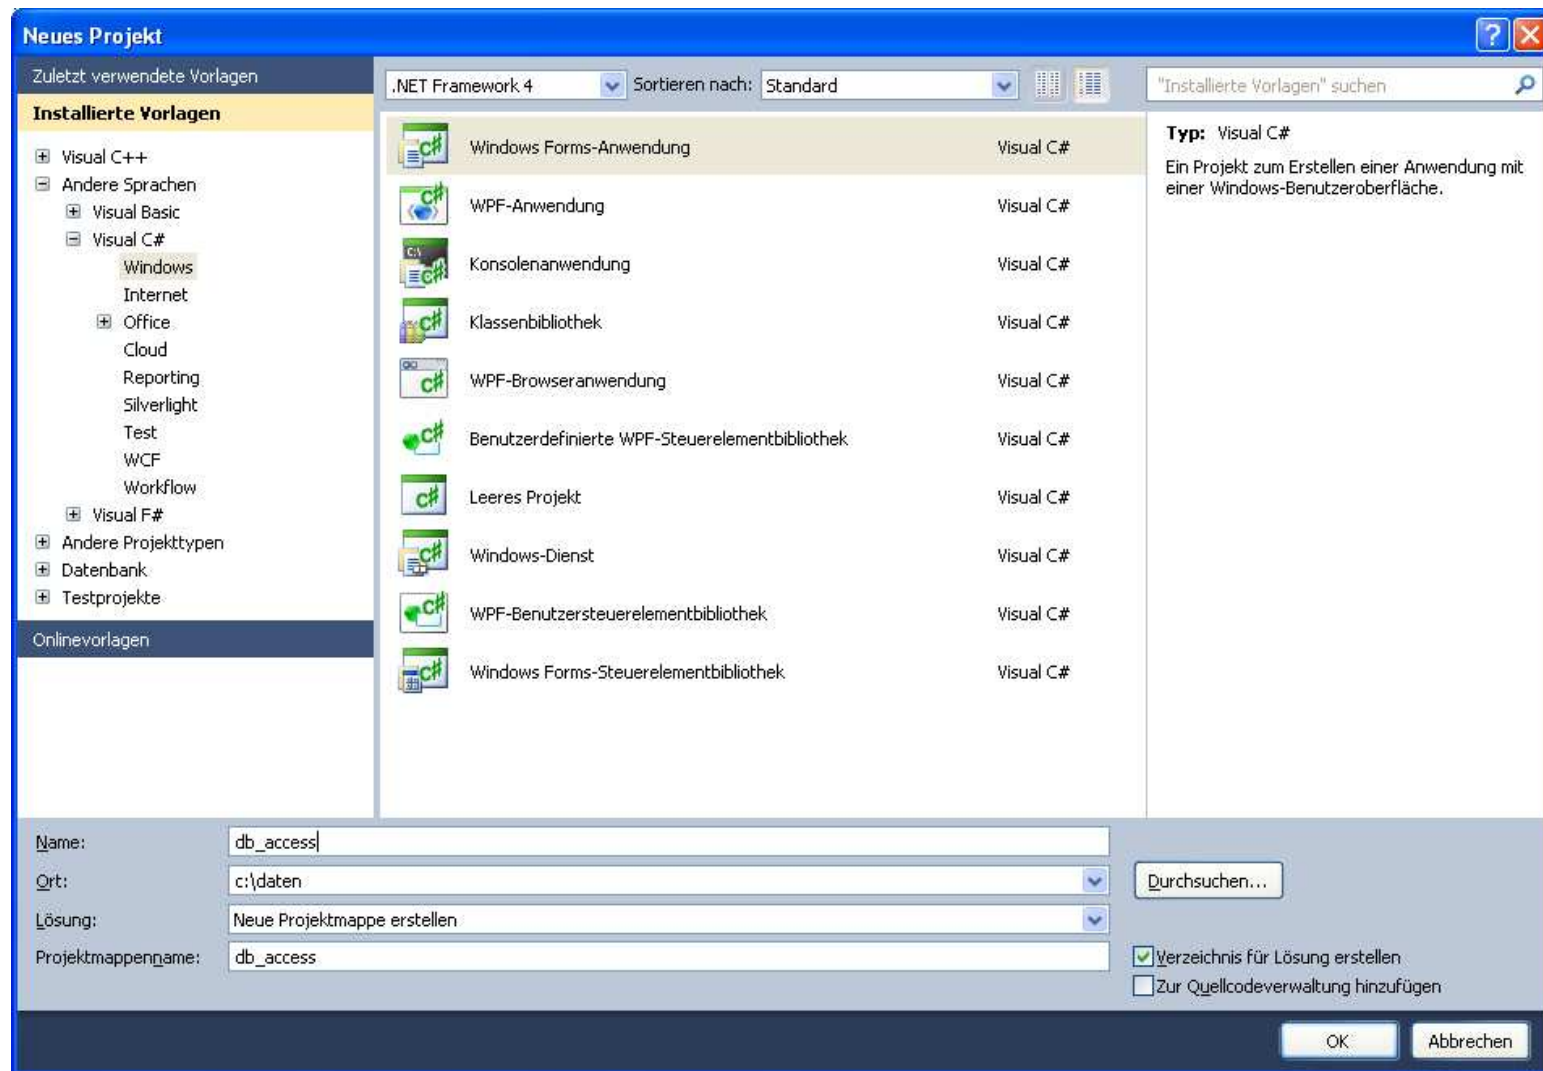 Neues Projekt
Zuletzt verwendete Vorlagen
Installierte Vorlagen
Visual C++
Andere Sprachen
Visual Basic
Visual C#
Windows
Internet
Office
Cloud
Reporting
Silverlight
Test
WCF
Workflow
Visual F#
Andere Projekttypen
Datenbank
Testprojekte
Onlinevorlagen
.NET Framework 4 Sortieren nach: Standard
Windows Forms-Anwendung Visual C#
WPF-Anwendung Visual C#
Konsolenanwendung Visual C#
Klassenbibliothek Visual C#
WPF-Browseranwendung Visual C#
Benutzerdefinierte WPF-Steuerelementbibliothek Visual C#
Leeres Projekt Visual C#
Windows-Dienst Visual C#
WPF-Benutzersteuerelementbibliothek Visual C#
Windows Forms-Steuerelementbibliothek Visual C#
"Installierte Vorlagen" suchen
Typ: Visual C#
Ein Projekt zum Erstellen einer Anwendung mit
einer Windows-Benutzeroberfläche.
Name: db_access
Ort: c:\daten Durchsuchen...
Lösung: Neue Projektmappe erstellen
Projektmappenname: db_access
Verzeichnis für Lösung erstellen
Zur Quellcodeverwaltung hinzufügen
OK Abbrechen